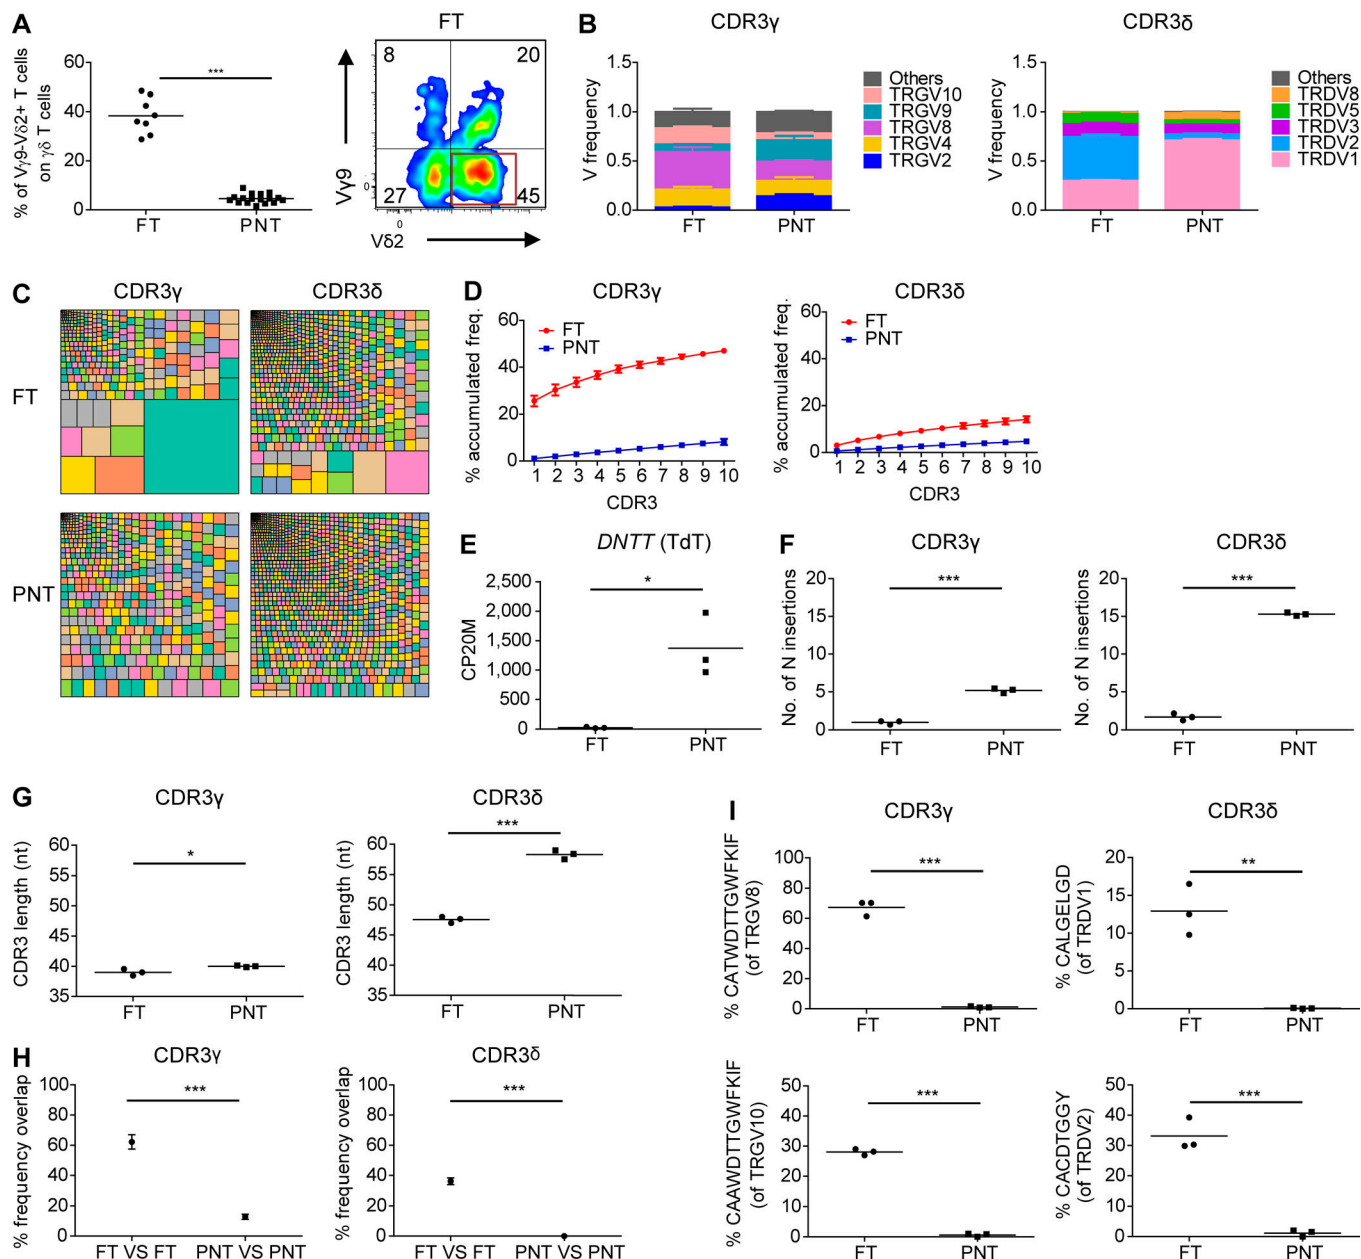 A
% of Vγ9-Vδ2+ T cells
on γδ T cells
60
40
20
0
***
FT
PNT
FT
8
20
27
45
Vγ9
0
0
Vδ2
B
CDR3γ
V frequency
1.5
1.0
0.5
0.0
FT
PNT
Others
TRGV10
TRGV9
TRGV8
TRGV4
TRGV2
CDR3δ
V frequency
1.5
1.0
0.5
0.0
FT
PNT
Others
TRDV8
TRDV5
TRDV3
TRDV2
TRDV1
C
CDR3γ
CDR3δ
FT
PNT
D
CDR3γ
% accumulated freq.
60
40
20
0
FT
PNT
1 2 3 4 5 6 7 8 9 10
CDR3
CDR3δ
% accumulated freq.
60
40
20
0
FT
PNT
1 2 3 4 5 6 7 8 9 10
CDR3
E
DNTT (TdT)
CP20M
2,500
2,000
1,500
1,000
500
0
*
FT
PNT
F
CDR3γ
No. of N insertions
20
15
10
5
0
***
FT
PNT
CDR3δ
No. of N insertions
20
15
10
5
0
***
FT
PNT
G
CDR3γ
CDR3 length (nt)
60
55
50
45
40
35
*
FT
PNT
CDR3δ
CDR3 length (nt)
60
55
50
45
40
35
***
FT
PNT
H
CDR3γ
% frequency overlap
100
80
60
40
20
0
***
FT VS FT
PNT VS PNT
CDR3δ
% frequency overlap
100
80
60
40
20
0
***
FT VS FT
PNT VS PNT
I
CDR3γ
% CATWDTTGWFKIF
(of TRGV8)
100
80
60
40
20
0
***
FT
PNT
CDR3δ
% CALGELGD
(of TRDV1)
20
15
10
5
0
**
FT
PNT
% CAAWDTTGWFKIF
(of TRGV10)
50
40
30
20
10
0
***
FT
PNT
% CACDTGGY
(of TRDV2)
50
40
30
20
10
0
***
FT
PNT